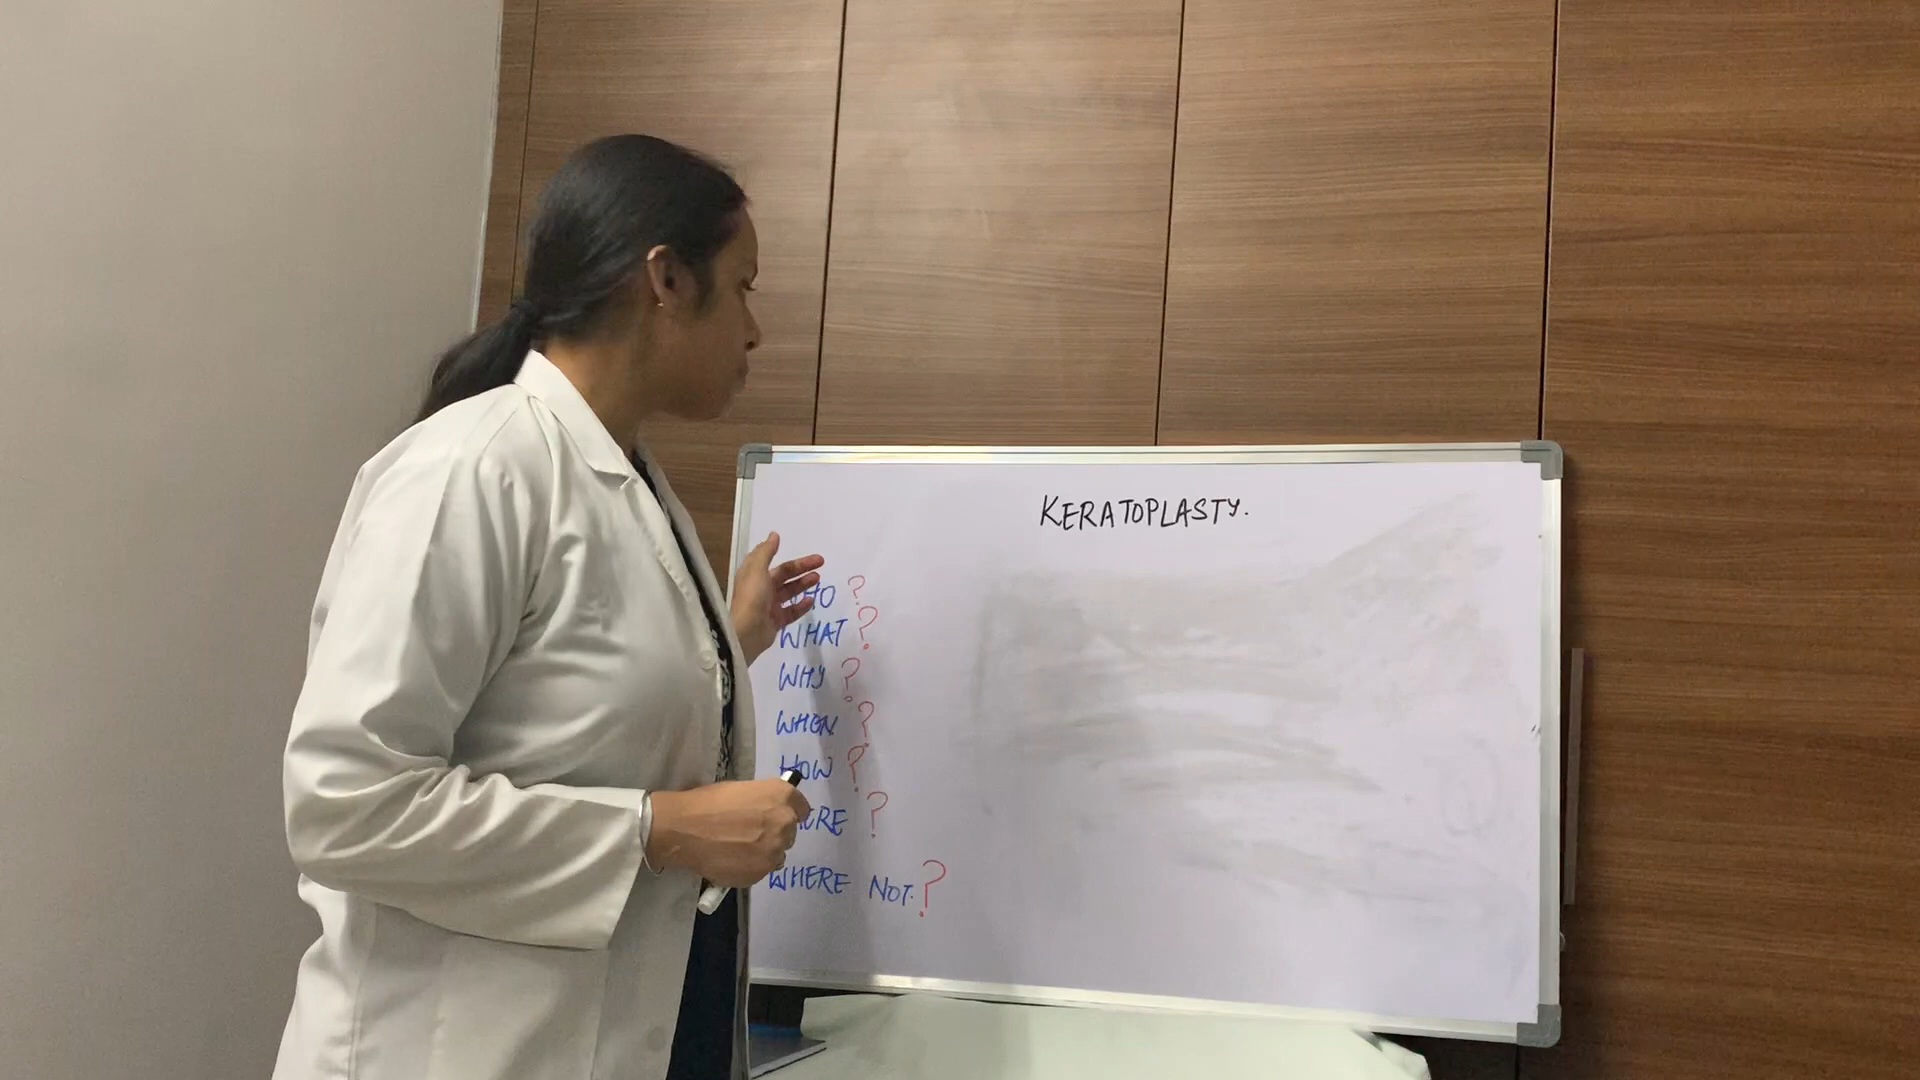 KERATOPLASTY.
WHO ?
WHAT ?
WHY ?
WHEN ?
HOW ?
WHERE ?
WHERE NOT. ?